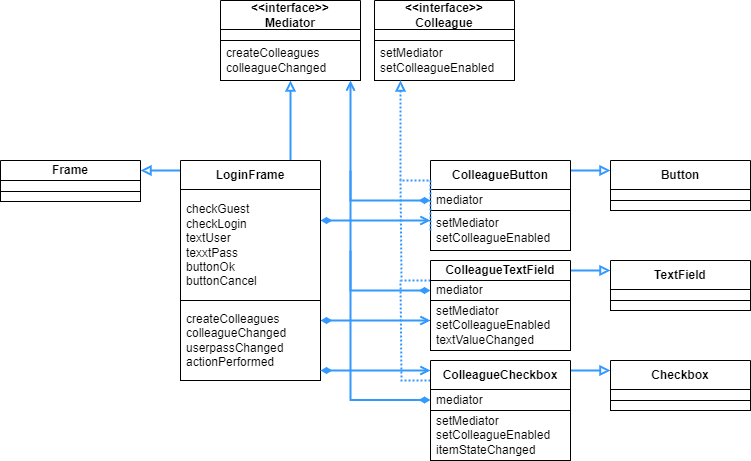 <<interface>>
Mediator
createColleagues
colleagueChanged
<<interface>>
Colleague
setMediator
setColleagueEnabled
Frame
LoginFrame
checkGuest
checkLogin
textUser
texxtPass
buttonOk
buttonCancel
createColleagues
colleagueChanged
userpassChanged
actionPerformed
ColleagueButton
mediator
setMediator
setColleagueEnabled
Button
ColleagueTextField
mediator
setMediator
setColleagueEnabled
textValueChanged
TextField
ColleagueCheckbox
mediator
setMediator
setColleagueEnabled
itemStateChanged
Checkbox